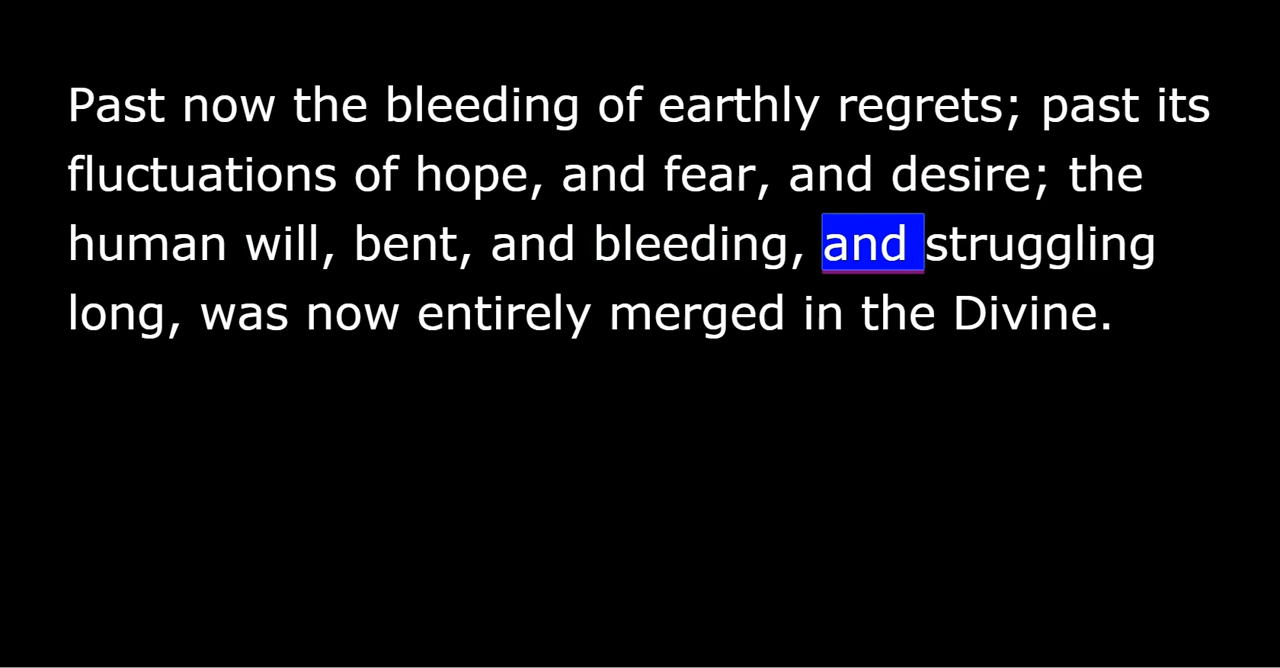 Past now the bleeding of earthly regrets; past its
fluctuations of hope, and fear, and desire; the
human will, bent, and bleeding, and struggling
long, was now entirely merged in the Divine.